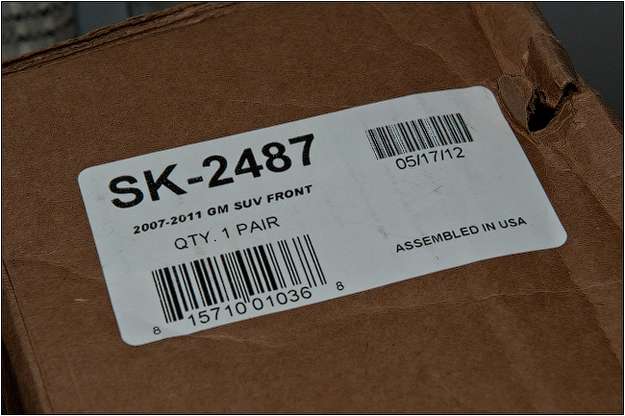 SK-2487
05/17/12
2007-2011 GM SUV FRONT
QTY. 1 PAIR
ASSEMBLED IN USA
8 15710 01036 8